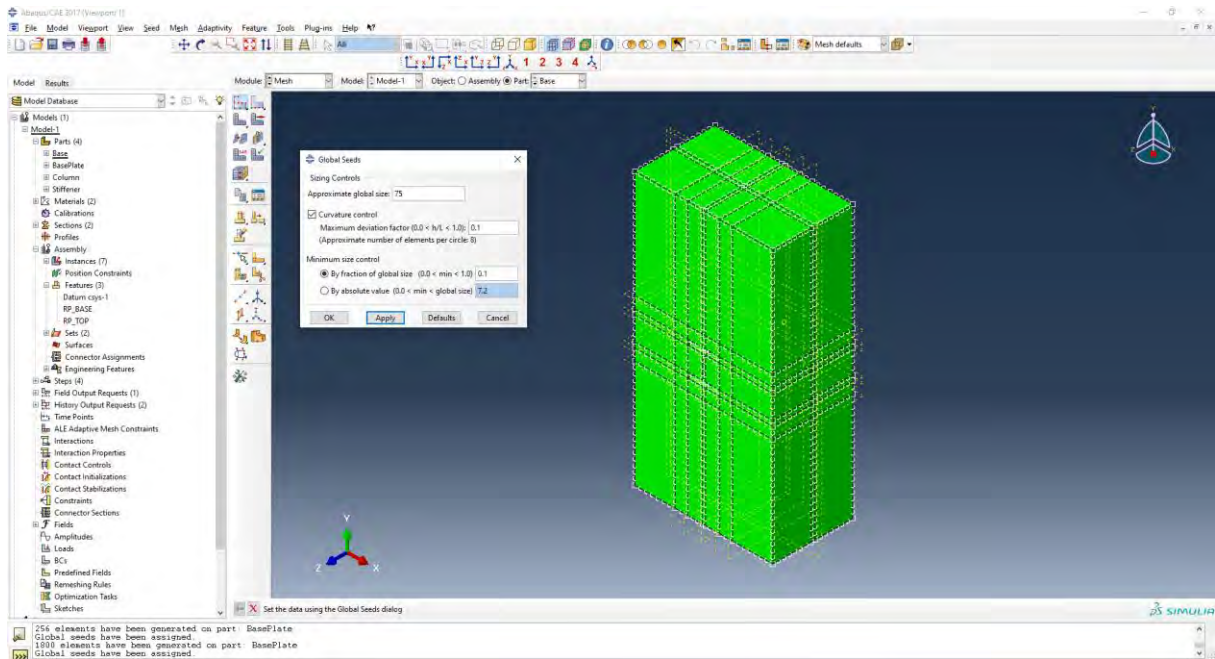 Abaqus/CAE 2017 [Viewport: 1]
File Model Viewport View Seed Mesh Adaptivity Feature Tools Plug-ins Help
All Mesh defaults
1 2 3 4
Model Results
Module: Mesh Model: Model-1 Object: Assembly Part: Base
Model Database
Models (1)
Model-1
Parts (4)
Base
BasePlate
Column
Stiffener
Materials (2)
Calibrations
Sections (2)
Profiles
Assembly
Instances (7)
Position Constraints
Features (3)
Datum csys-1
RP_BASE
RP_TOP
Sets (2)
Surfaces
Connector Assignments
Engineering Features
Steps (4)
Field Output Requests (1)
History Output Requests (2)
Time Points
ALE Adaptive Mesh Constraints
Interactions
Interaction Properties
Contact Controls
Contact Initializations
Contact Stabilizations
Constraints
Connector Sections
Fields
Amplitudes
Loads
BCs
Predefined Fields
Remeshing Rules
Optimization Tasks
Sketches
Global Seeds
Sizing Controls
Approximate global size: 75
Curvature control
Maximum deviation factor (0.0 < h/L < 1.0): 0.1
(Approximate number of elements per circle: 8)
Minimum size control
By fraction of global size (0.0 < min < 1.0) 0.1
By absolute value (0.0 < min < global size) 7.2
OK Apply Defaults Cancel
Y
Z X
Set the data using the Global Seeds dialog
SIMULIA
256 elements have been generated on part: BasePlate
Global seeds have been assigned.
1800 elements have been generated on part: BasePlate
Global seeds have been assigned.